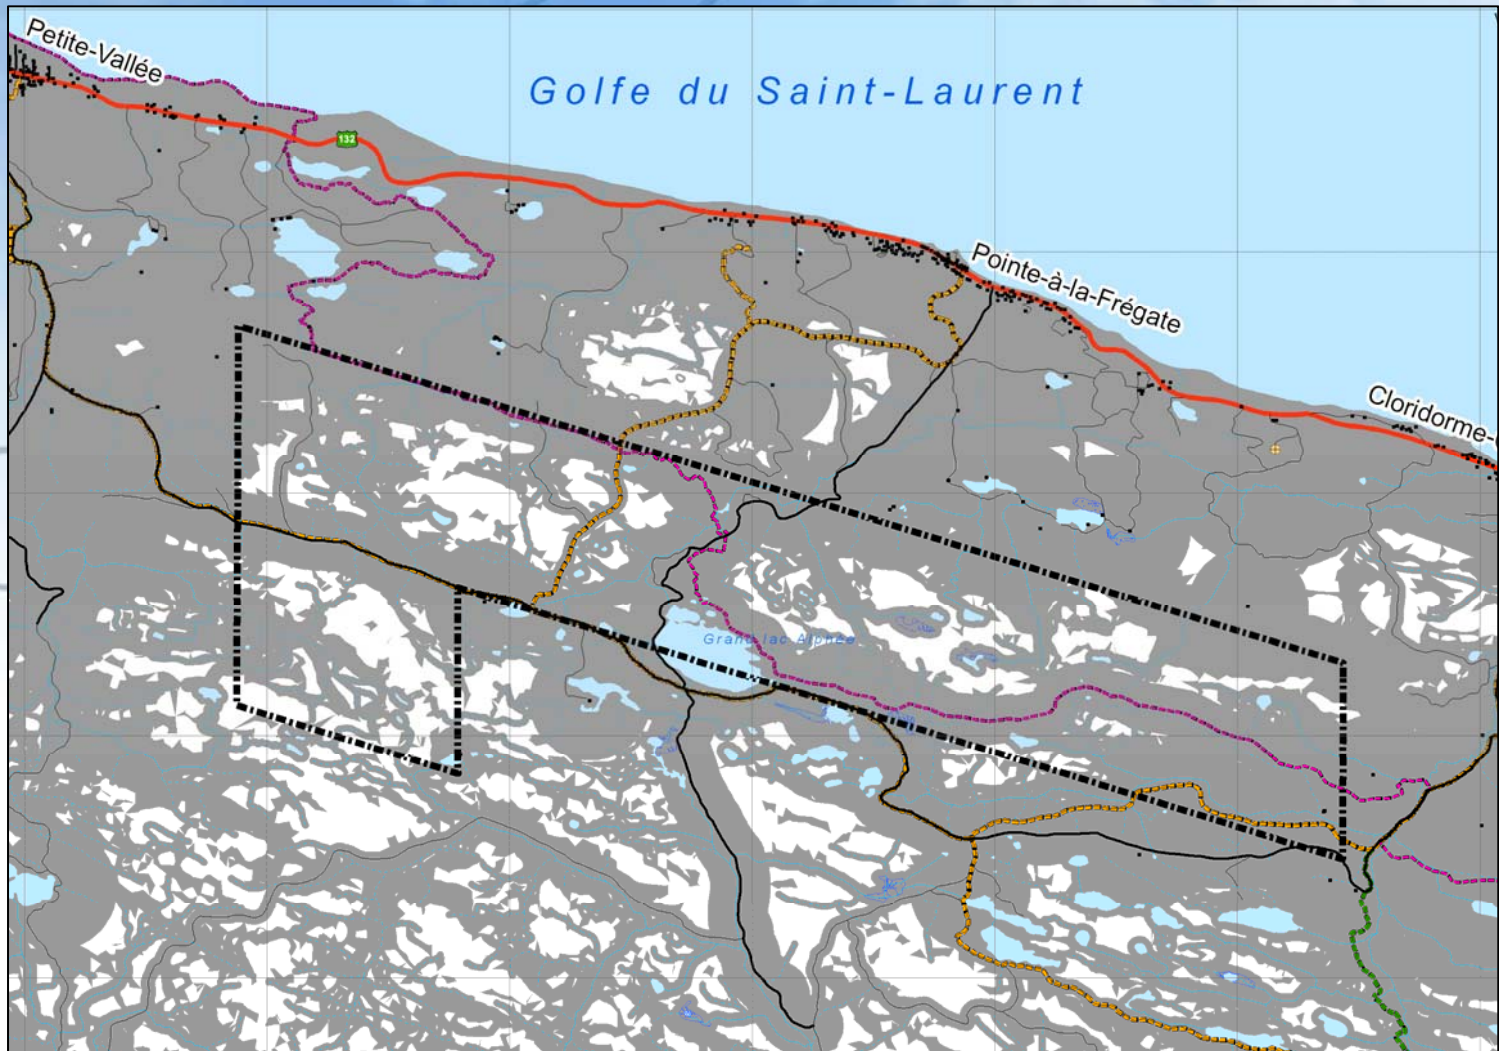 Petite-Vallée
Golfe du Saint-Laurent
132
Pointe-à-la-Frégate
Cloridorme-
Grand lac Alphée